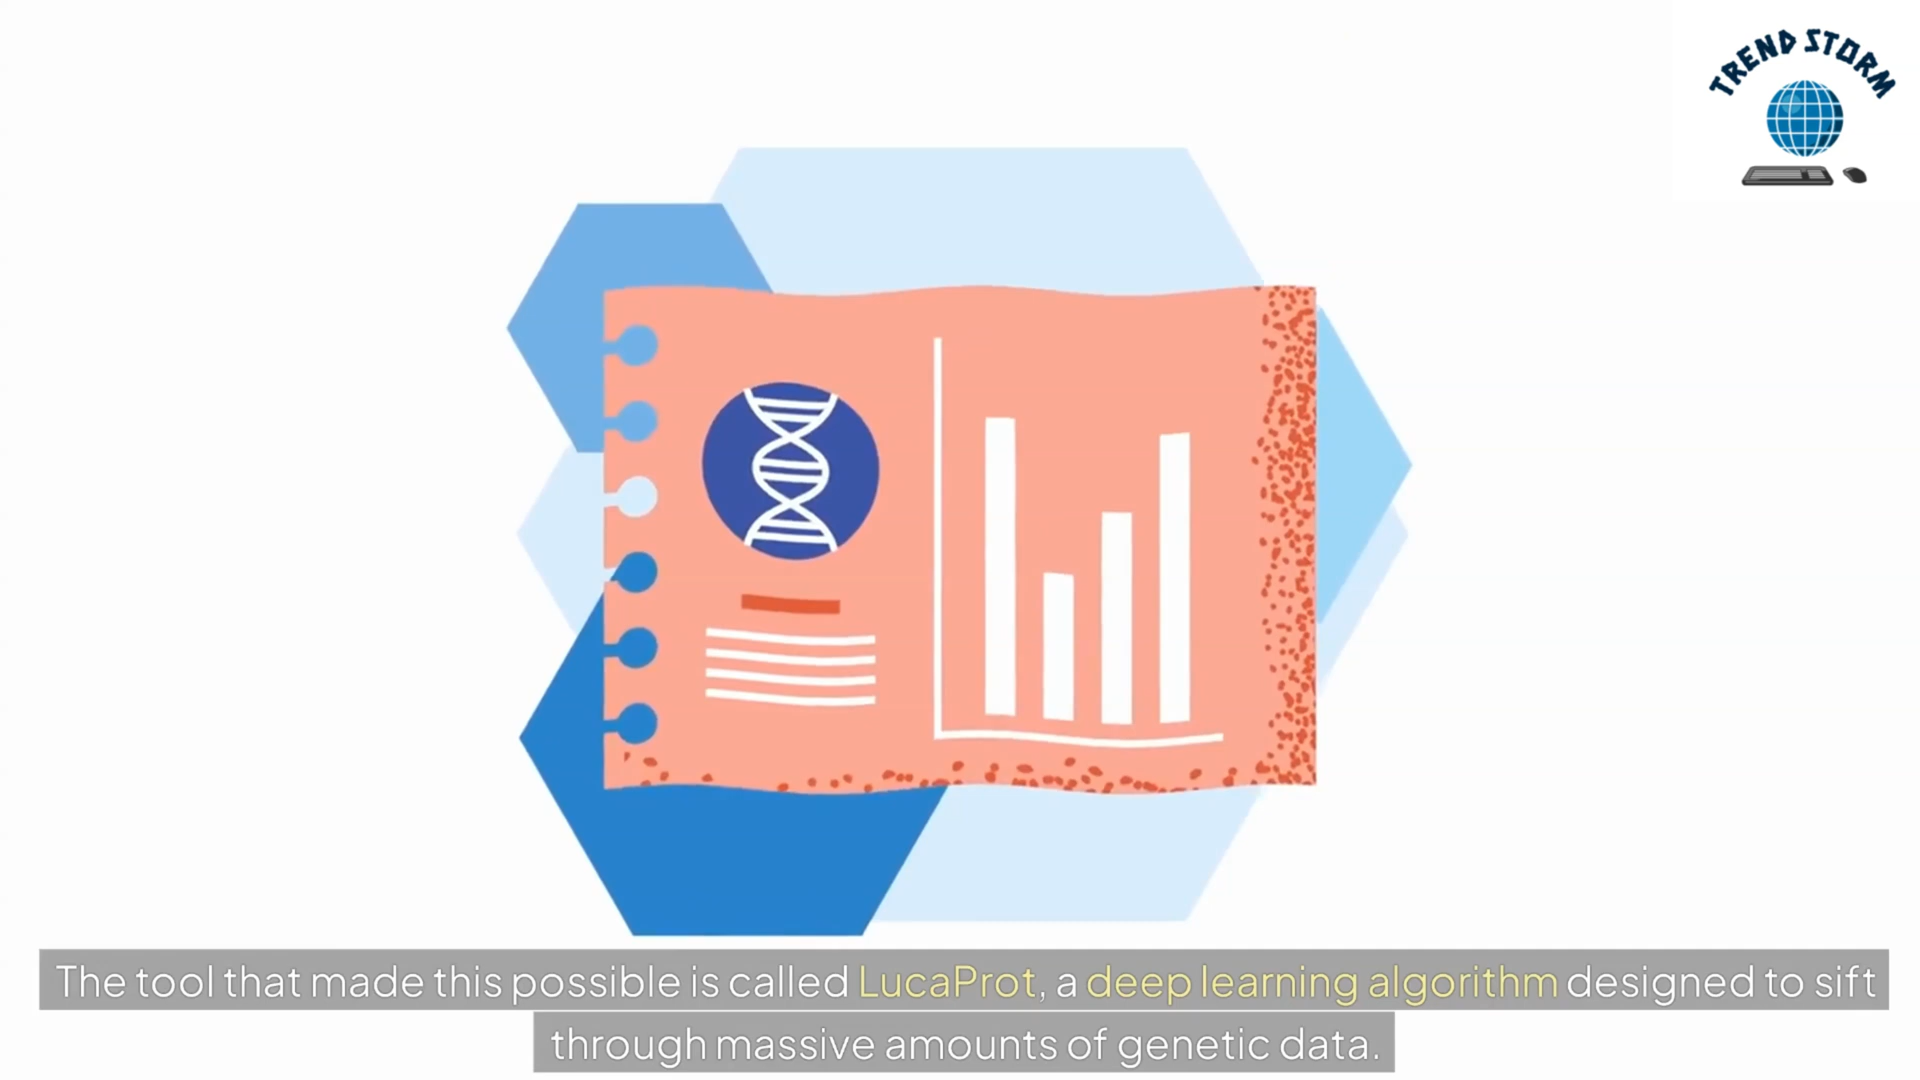 TREND STORM
The tool that made this possible is called LucaProt, a deep learning algorithm designed to sift
through massive amounts of genetic data.